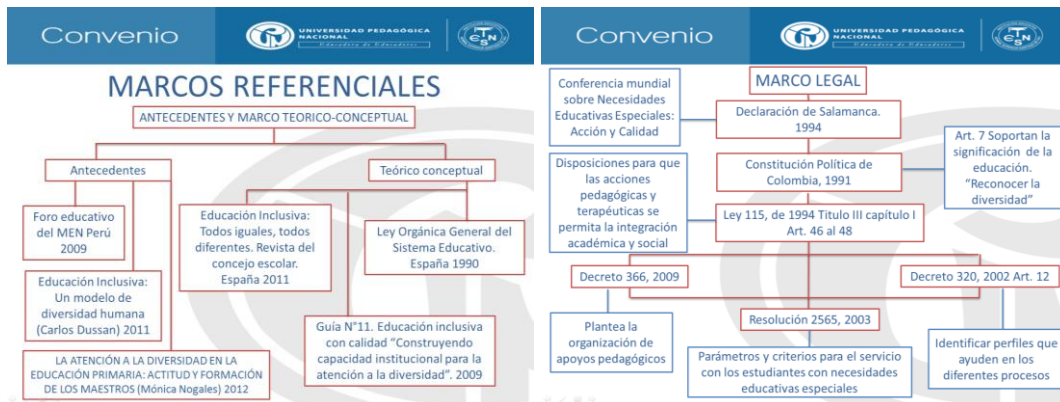 Convenio
UNIVERSIDAD PEDAGÓGICA
NACIONAL
Educadora de Educadores
MARCOS REFERENCIALES
ANTECEDENTES Y MARCO TEORICO-CONCEPTUAL
Antecedentes
Teórico conceptual
Foro educativo
del MEN Perú
2009
Educación Inclusiva:
Todos iguales, todos
diferentes. Revista del
concejo escolar.
España 2011
Ley Orgánica General del
Sistema Educativo.
España 1990
Educación Inclusiva:
Un modelo de
diversidad humana
(Carlos Dussan) 2011
Guía N°11. Educación inclusiva
con calidad “Construyendo
capacidad institucional para la
atención a la diversidad”. 2009
LA ATENCIÓN A LA DIVERSIDAD EN LA
EDUCACIÓN PRIMARIA: ACTITUD Y FORMACIÓN
DE LOS MAESTROS (Mónica Nogales) 2012
Convenio
UNIVERSIDAD PEDAGÓGICA
NACIONAL
Educadora de Educadores
MARCO LEGAL
Conferencia mundial
sobre Necesidades
Educativas Especiales:
Acción y Calidad
Declaración de Salamanca.
1994
Art. 7 Soportan la
significación de la
educación.
“Reconocer la
diversidad”
Constitución Política de
Colombia, 1991
Disposiciones para que
las acciones
pedagógicas y
terapéuticas se
permita la integración
académica y social
Ley 115, de 1994 Titulo III capítulo I
Art. 46 al 48
Decreto 366, 2009
Decreto 320, 2002 Art. 12
Resolución 2565, 2003
Plantea la
organización de
apoyos pedagógicos
Parámetros y criterios para el servicio
con los estudiantes con necesidades
educativas especiales
Identificar perfiles que
ayuden en los
diferentes procesos